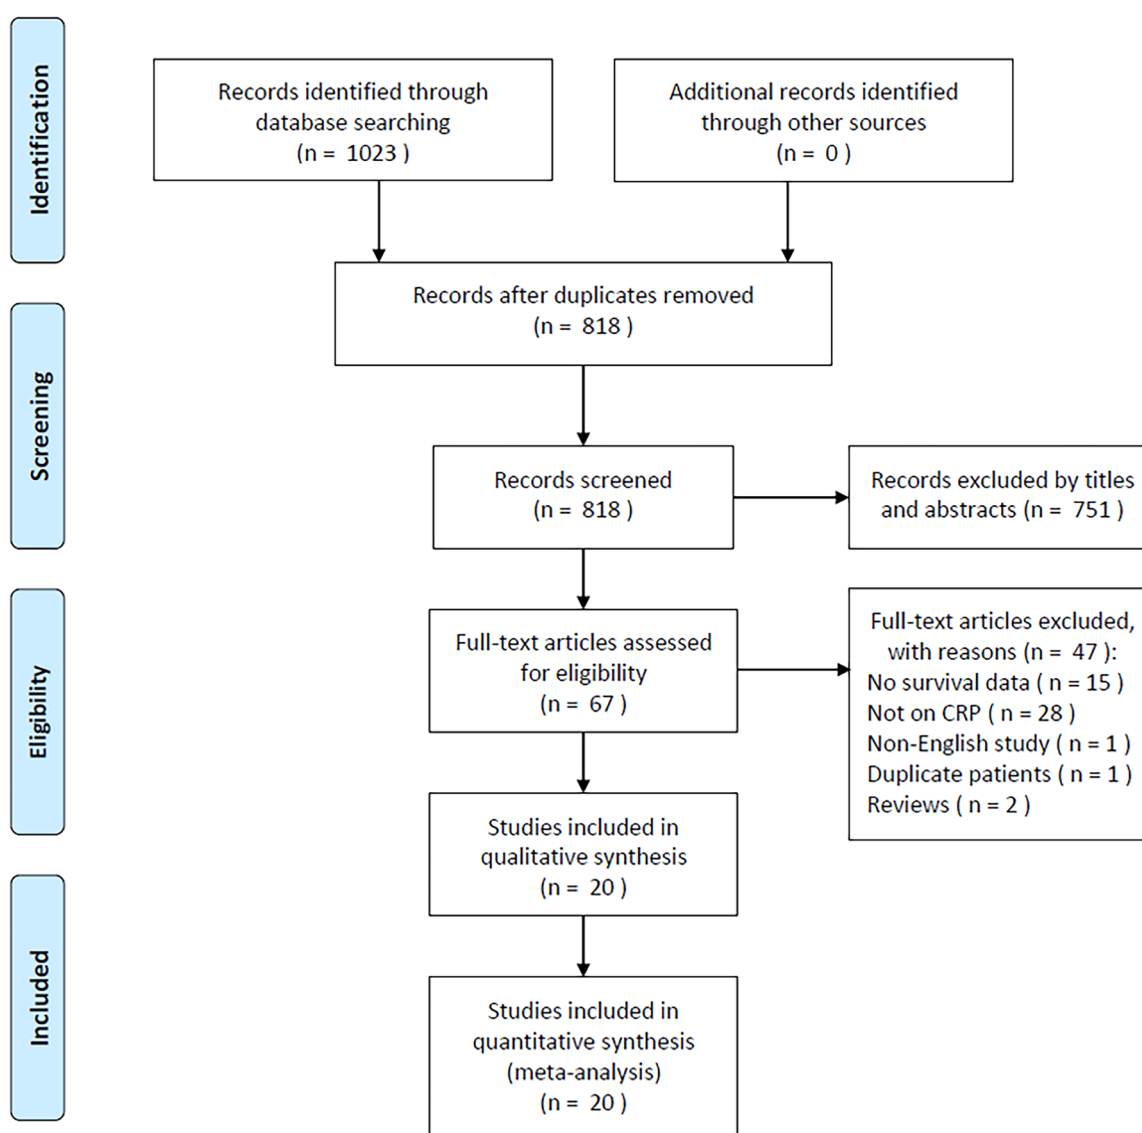 Identification
Records identified through
database searching
(n = 1023 )
Additional records identified
through other sources
(n = 0 )
Records after duplicates removed
(n = 818 )
Screening
Records screened
(n = 818 )
Records excluded by titles
and abstracts (n = 751 )
Eligibility
Full-text articles assessed
for eligibility
(n = 67 )
Full-text articles excluded,
with reasons (n = 47 ):
No survival data ( n = 15 )
Not on CRP ( n = 28 )
Non-English study ( n = 1 )
Duplicate patients ( n = 1 )
Reviews ( n = 2 )
Studies included in
qualitative synthesis
(n = 20 )
Included
Studies included in
quantitative synthesis
(meta-analysis)
(n = 20 )